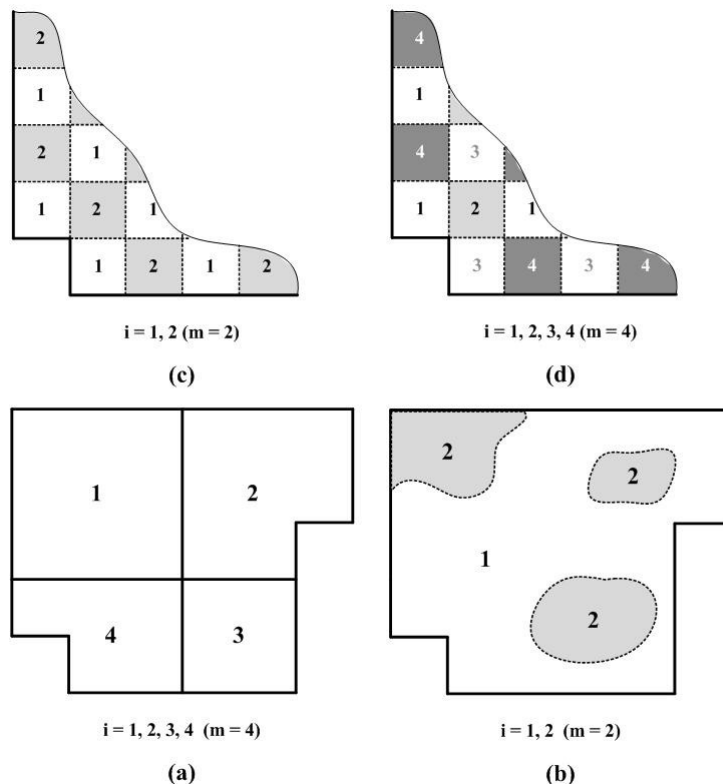 2
1
2 1
1 2 1
1 2 1 2
i = 1, 2 (m = 2)
(c)
4
1
4 3
1 2 1
3 4 3 4
i = 1, 2, 3, 4 (m = 4)
(d)
1 2
4 3
i = 1, 2, 3, 4 (m = 4)
(a)
2
2
1
2
i = 1, 2 (m = 2)
(b)